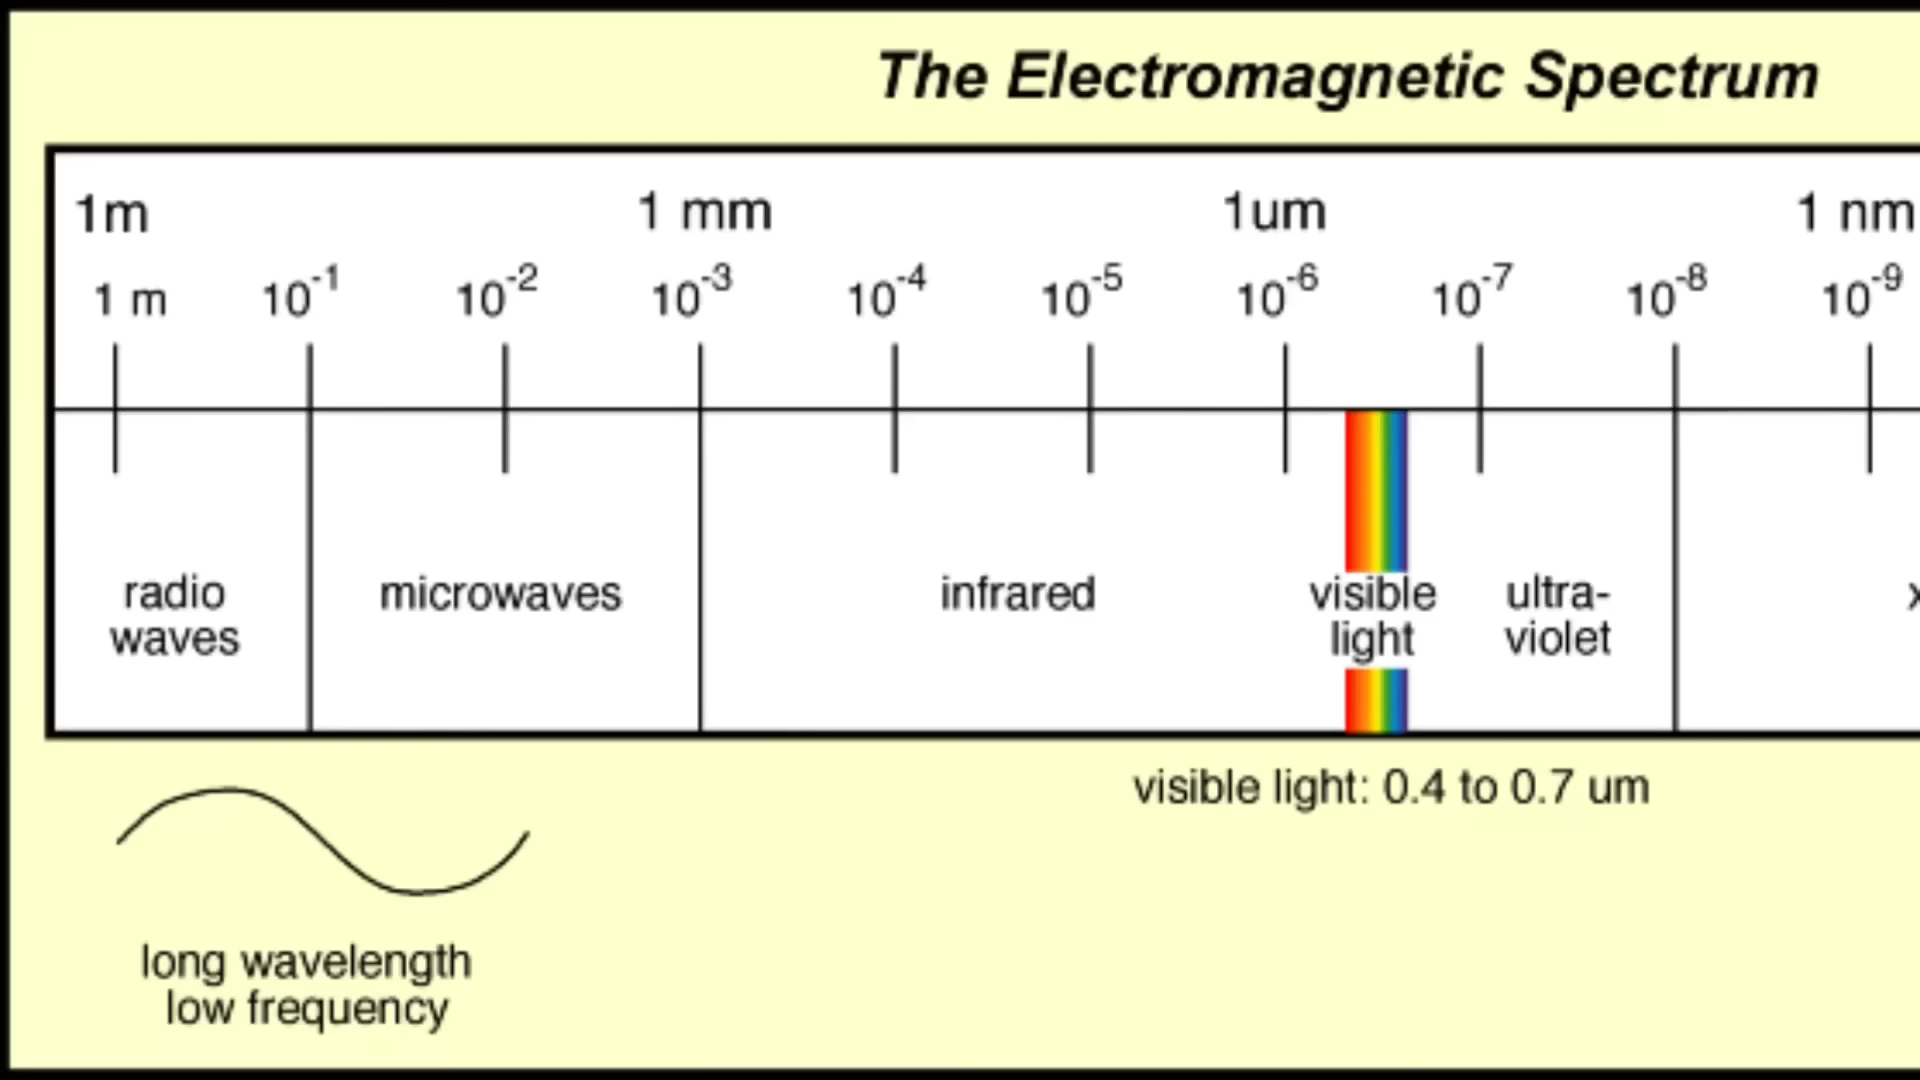 The Electromagnetic Spectrum
1m 1 mm 1um 1 nm
1 m 10-1 10-2 10-3 10-4 10-5 10-6 10-7 10-8 10-9
radio waves
microwaves
infrared
visible light
ultra-
violet
x
visible light: 0.4 to 0.7 um
long wavelength
low frequency